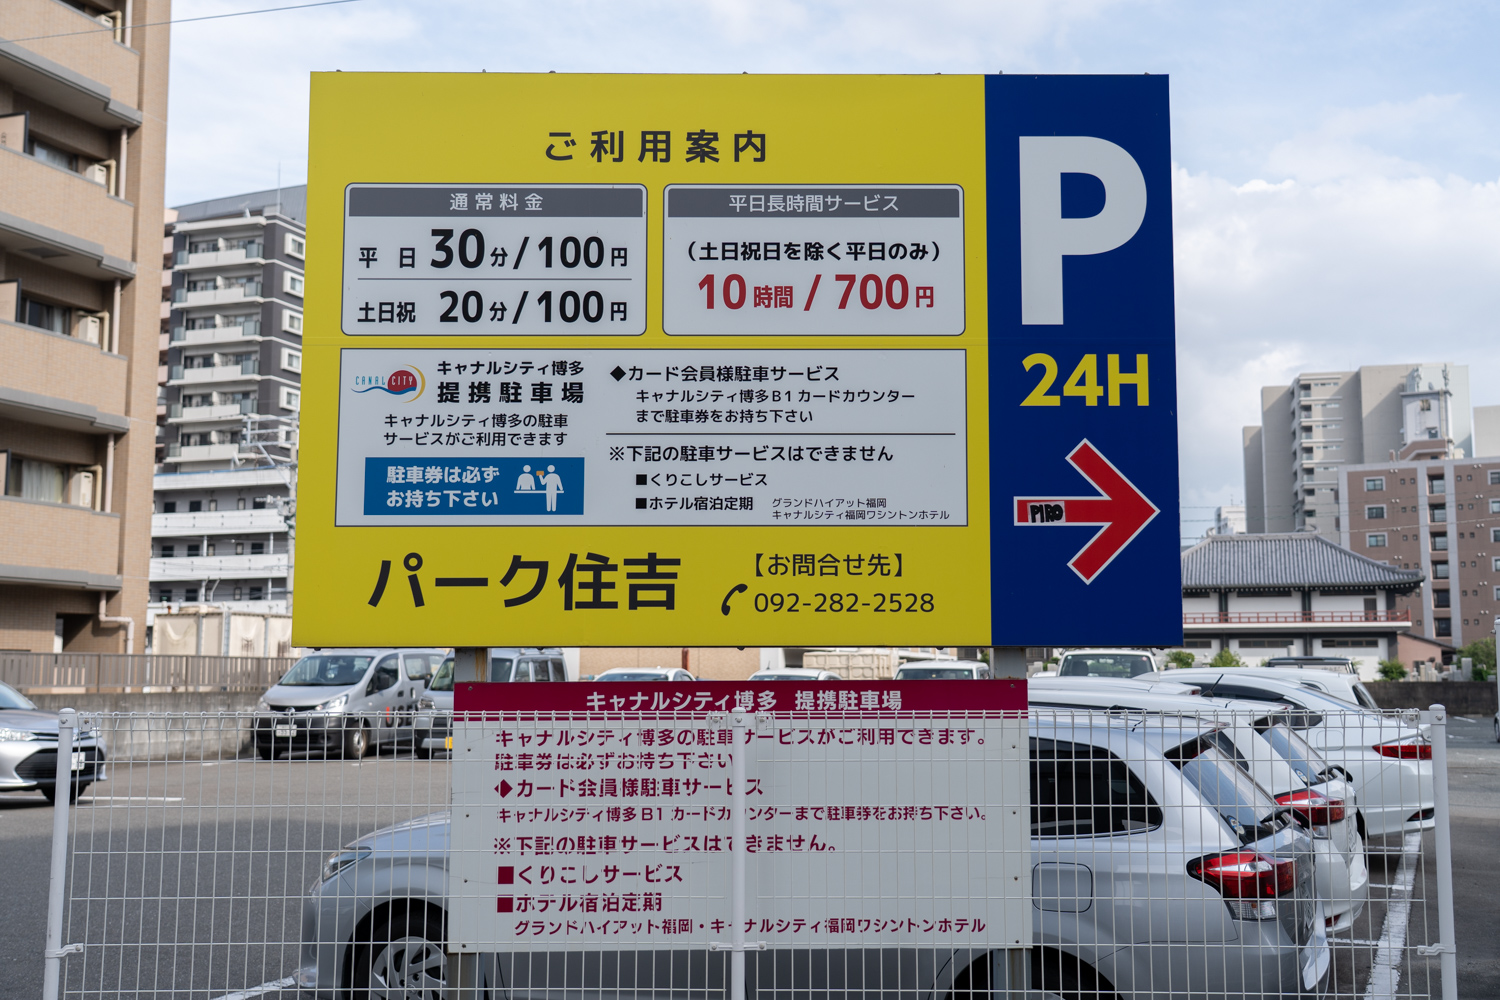 ご利用案内
通常料金
平日 30分/100円
土日祝 20分/100円
平日長時間サービス
(土日祝日を除く平日のみ)
10時間/700円
CANAL CITY
キャナルシティ博多
提携駐車場
キャナルシティ博多の駐車
サービスがご利用できます
駐車券は必ず
お持ち下さい
◆カード会員様駐車サービス
キャナルシティ博多B1カードカウンター
まで駐車券をお持ち下さい
※下記の駐車サービスはできません
■くりこしサービス
■ホテル宿泊定期
グランドハイアット福岡
キャナルシティ福岡ワシントンホテル
パーク住吉
【お問合せ先】
092-282-2528
P
24H
PIRO
キャナルシティ博多 提携駐車場
キャナルシティ博多の駐車サービスがご利用できます。
駐車券は必ずお持ち下さい
◆カード会員様駐車サービス
キャナルシティ博多B1カードカウンターまで駐車券をお持ち下さい。
※下記の駐車サービスはできません。
■くりこしサービス
■ホテル宿泊定期
グランドハイアット福岡・キャナルシティ福岡ワシントンホテル